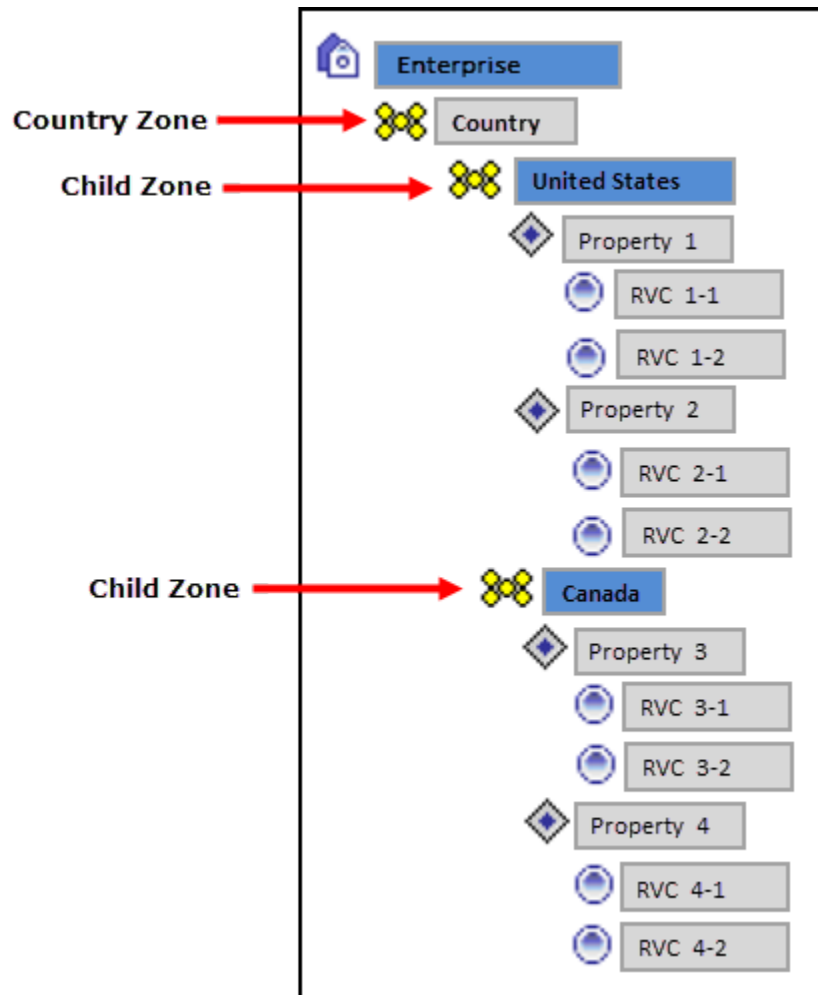 Enterprise
Country Zone
Country
Child Zone
United States
Property 1
RVC 1-1
RVC 1-2
Property 2
RVC 2-1
RVC 2-2
Child Zone
Canada
Property 3
RVC 3-1
RVC 3-2
Property 4
RVC 4-1
RVC 4-2